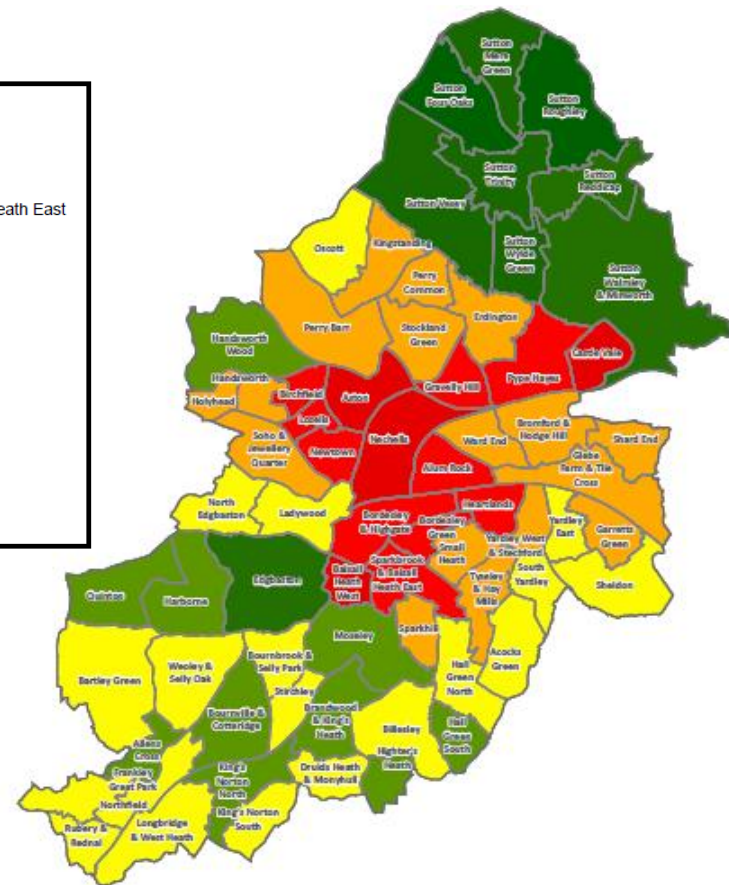 Sutton
Mere
Green
Sutton
Four Oaks
Sutton
Roughley
eath East
Sutton
Trinity
Sutton
Reddicap
Sutton Vesey
Sutton
Wylde
Green
Sutton
Walmley
& Minworth
Oscott
Kingstanding
Perry
Common
Erdington
Perry Barr
Stockland
Green
Handsworth
Wood
Castle Vale
Pype Hayes
Gravelly Hill
Handsworth
Birchfield
Aston
Holyhead
Lozells
Soho &
Jewellery
Quarter
Newtown
Nechells
Ward End
Bromford &
Hodge Hill
Shard End
Glebe
Farm & Tile
Cross
Alum Rock
Heartlands
North
Edgbaston
Ladywood
Bordesley
& Highgate
Bordesley
Green
Small
Heath
Yardley West
& Stechford
Yardley
East
Garretts
Green
South
Yardley
Sheldon
Balsall
Heath
West
Sparkbrook
& Balsall
Heath East
Tyseley
& Hay
Mills
Edgbaston
Quinton
Harborne
Moseley
Sparkhill
Acocks
Green
Hall
Green
North
Bartley Green
Weoley &
Selly Oak
Bournbrook &
Selly Park
Stirchley
Bournville &
Cotteridge
Brandwood
& King's
Heath
Billesley
Hall
Green
South
Highter's
Heath
Allens
Cross
Frankley
Great Park
Northfield
King's
Norton
North
Druids Heath
& Monyhull
Rubery &
Rednal
Longbridge
& West Heath
King's Norton
South